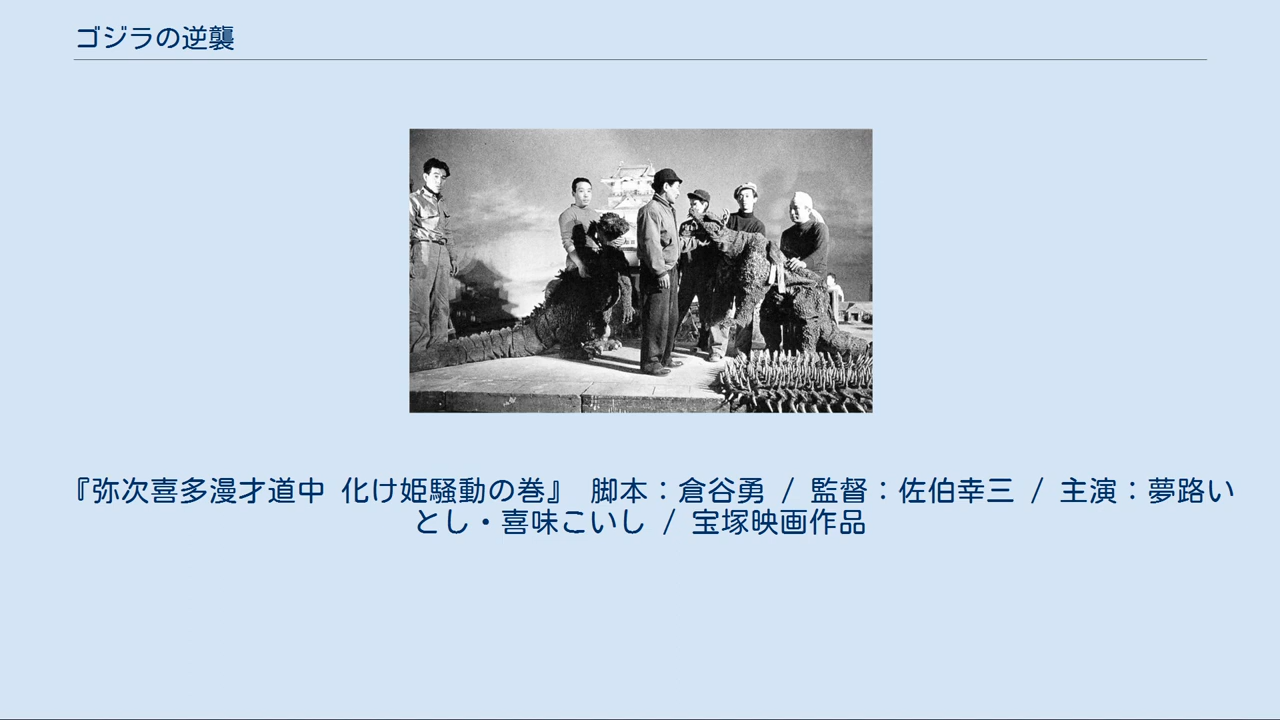 ゴジラの逆襲
『弥次喜多漫才道中 化け姫騒動の巻』 脚本：倉谷勇 / 監督：佐伯幸三 / 主演：夢路い
とし・喜味こいし / 宝塚映画作品